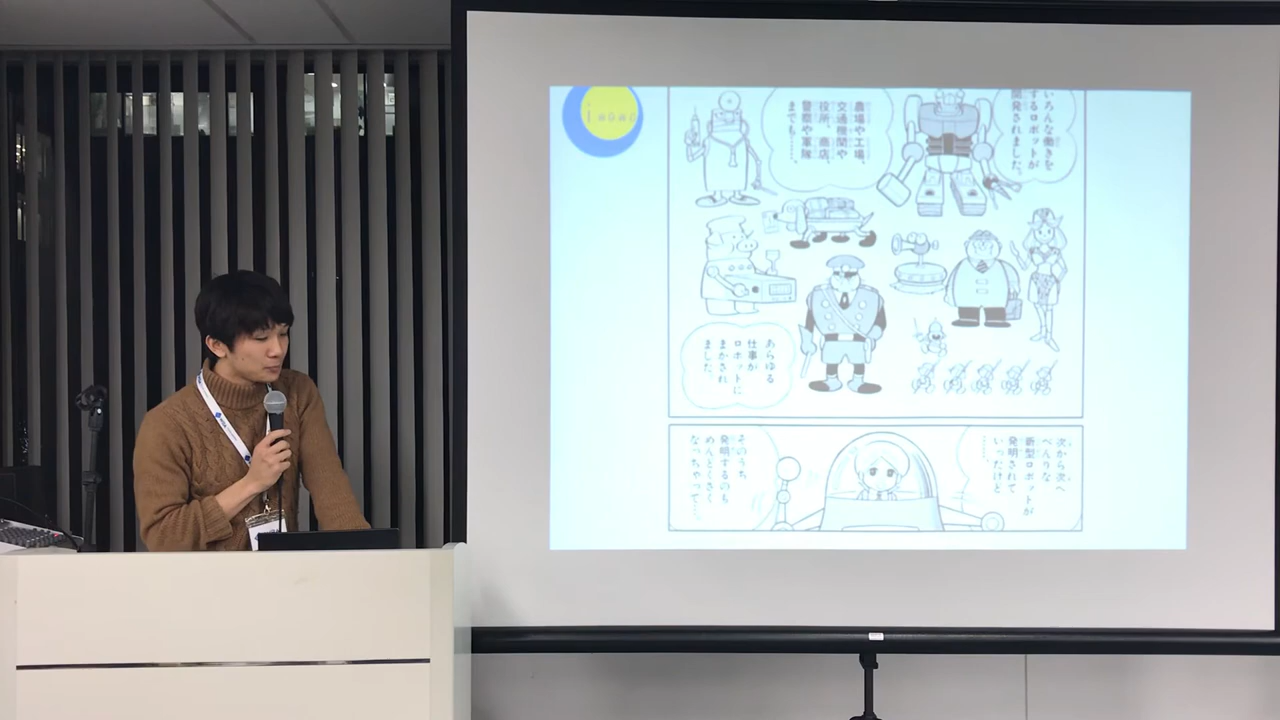 いろんな働きを
するロボットが
開発されました。
農場や工場、
交通機関や
役所、商店、
警察や軍隊
までも……、
あらゆる
仕事が
ロボットに
まかされ
ました。
次から次へ
べんりな
新型ロボットが
発明されて
いったけど
……、
そのうち
発明するのも
めんどくさく
なっちゃって…。